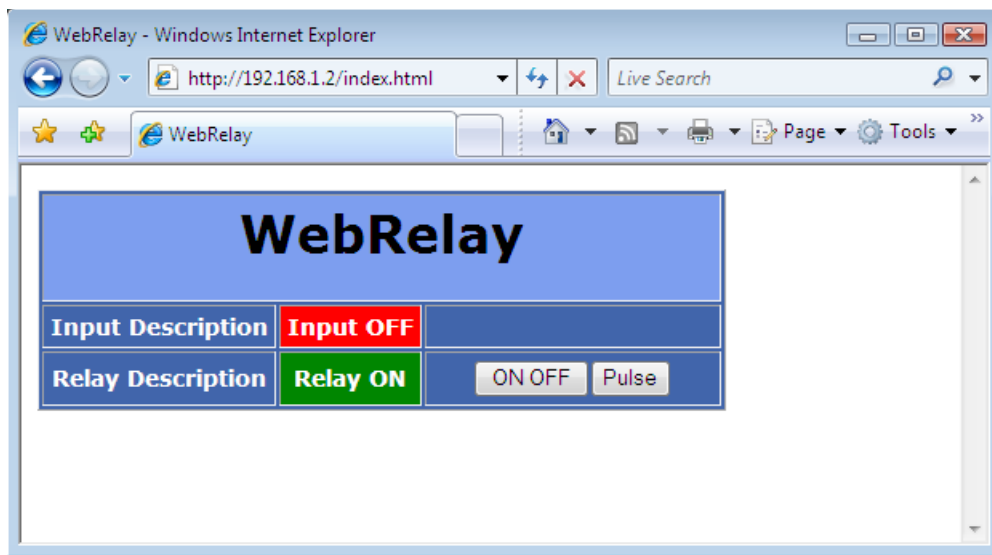 WebRelay - Windows Internet Explorer
http://192.168.1.2/index.html
Live Search
WebRelay
Page
Tools
WebRelay
Input Description Input OFF
Relay Description Relay ON ON OFF Pulse